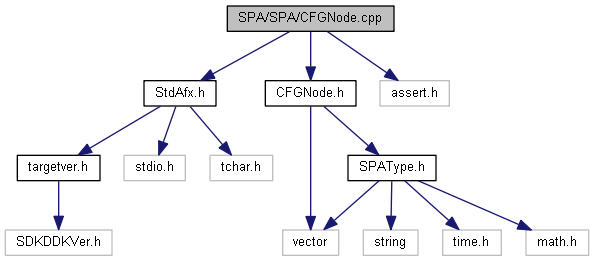 SPA/SPA/CFGNode.cpp
StdAfx.h
CFGNode.h
assert.h
targetver.h
stdio.h
tchar.h
SPAType.h
SDKDDKVer.h
vector
string
time.h
math.h